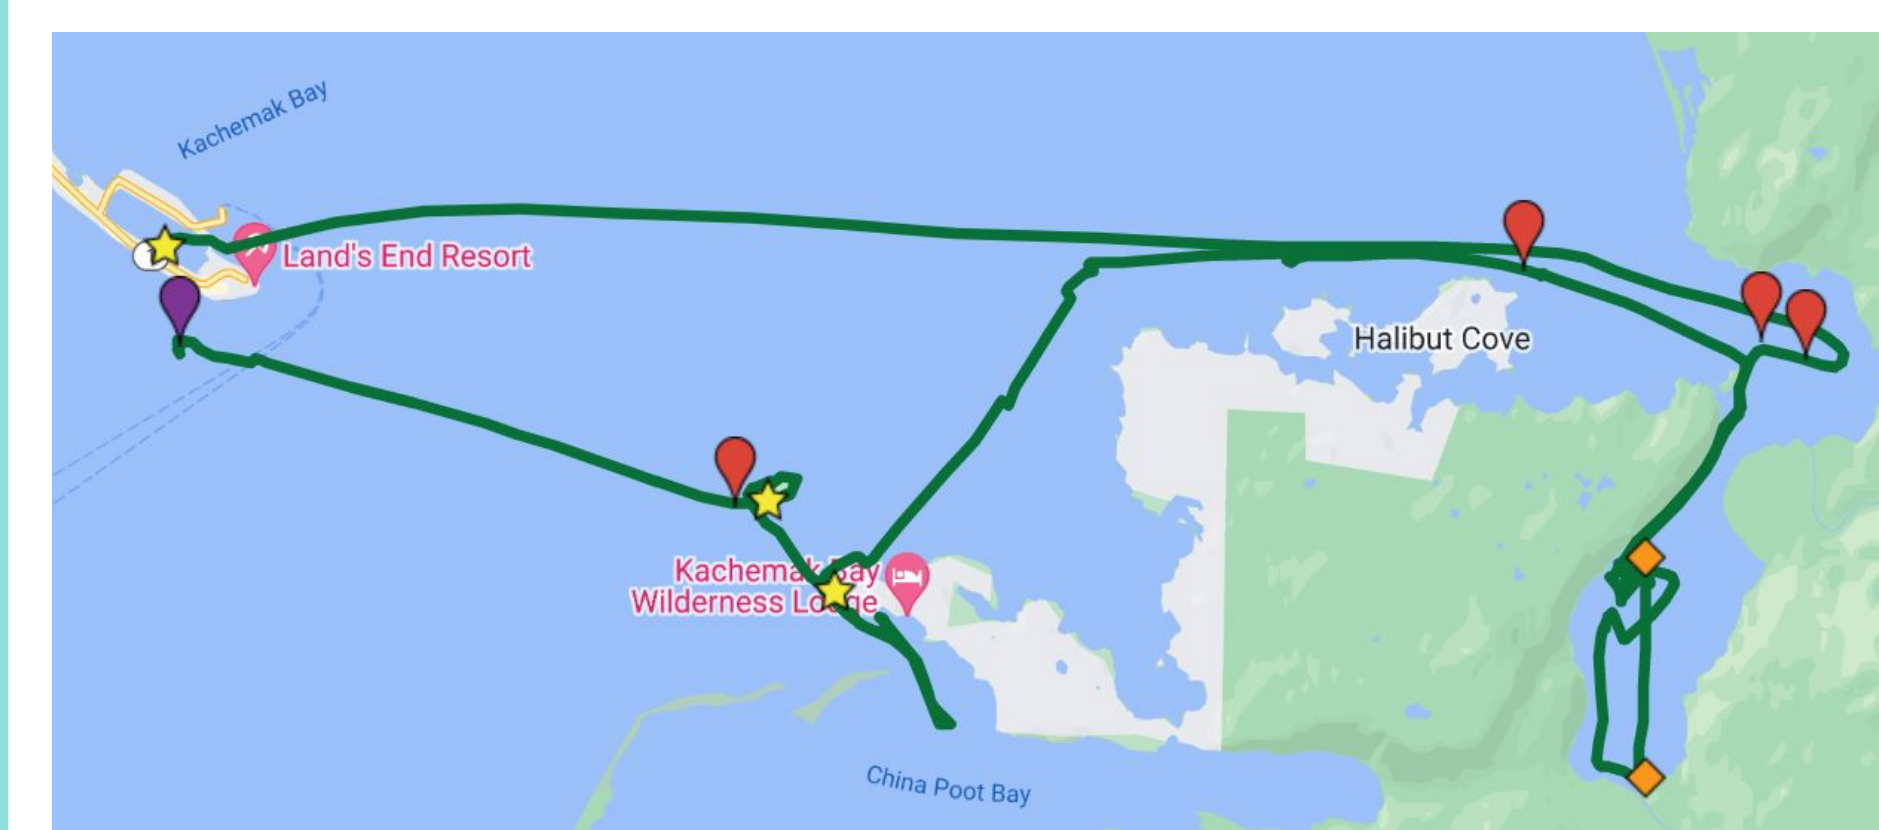 Kachemak Bay
Land's End Resort
Halibut Cove
Kachemak Bay
Wilderness Lodge
China Poot Bay